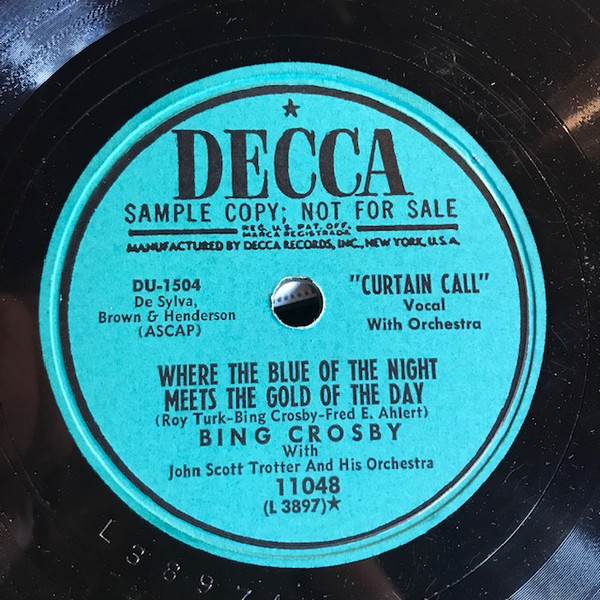 ★
DECCA
SAMPLE COPY; NOT FOR SALE
REG. U.S. PAT. OFF.
MARCA REGISTRADA
MANUFACTURED BY DECCA RECORDS, INC., NEW YORK, U.S.A.
DU-1504
De Sylva,
Brown & Henderson
(ASCAP)
"CURTAIN CALL"
Vocal
With Orchestra
WHERE THE BLUE OF THE NIGHT
MEETS THE GOLD OF THE DAY
(Roy Turk-Bing Crosby-Fred E. Ahlert)
BING CROSBY
With
John Scott Trotter And His Orchestra
11048
(L 3897)★
L 3897A